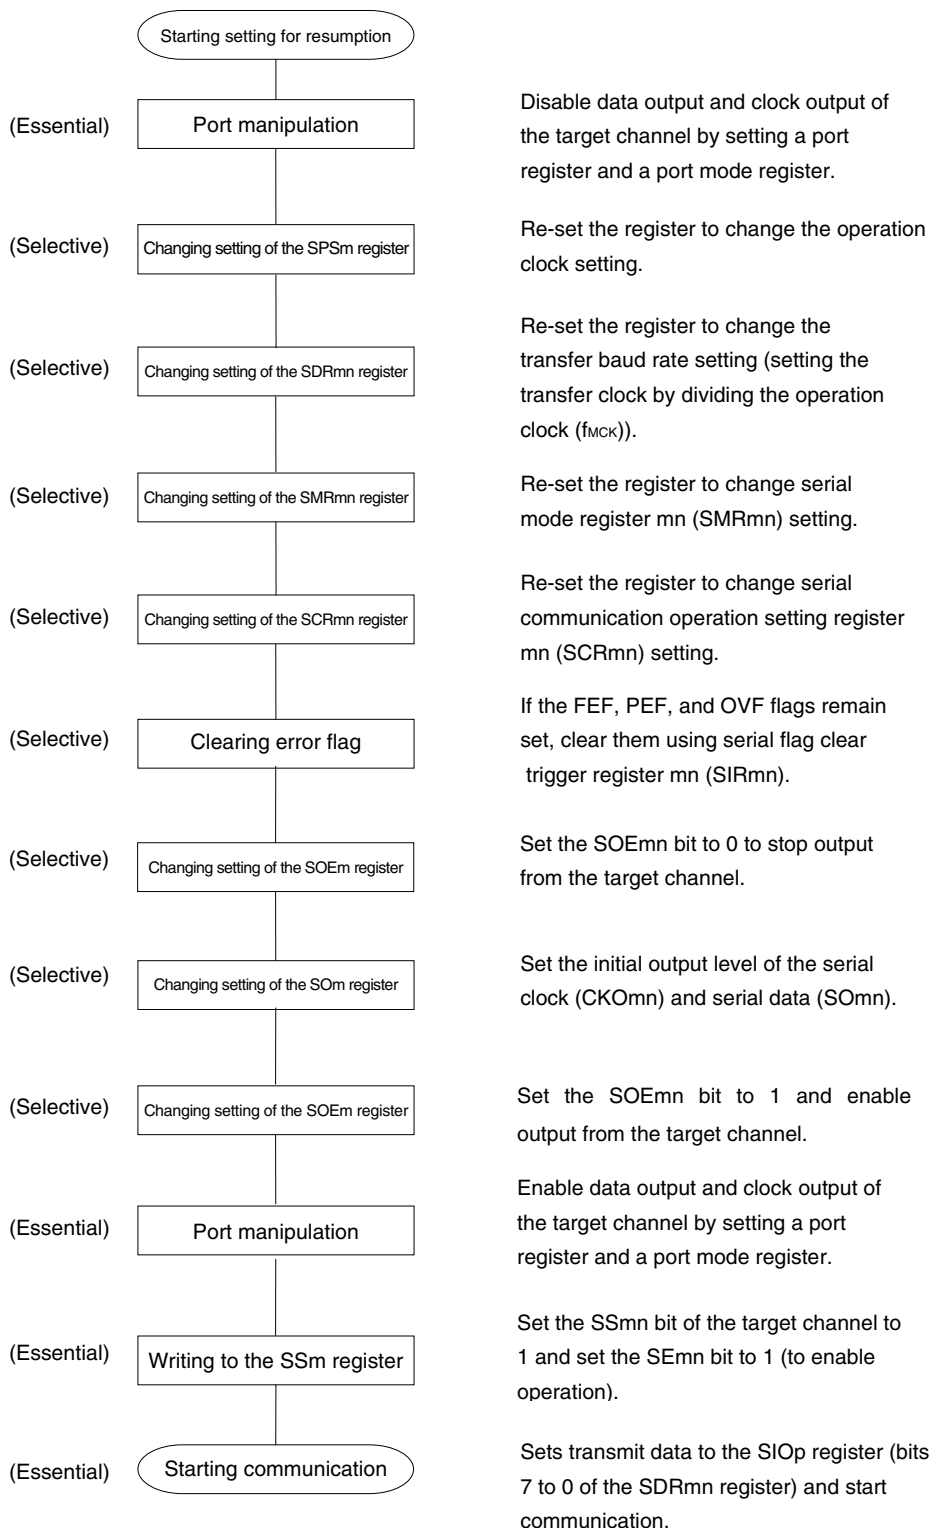 Starting setting for resumption
(Essential)
Port manipulation
Disable data output and clock output of
the target channel by setting a port
register and a port mode register.
(Selective)
Changing setting of the SPSm register
Re-set the register to change the operation
clock setting.
(Selective)
Changing setting of the SDRmn register
Re-set the register to change the
transfer baud rate setting (setting the
transfer clock by dividing the operation
clock (fMCK)).
(Selective)
Changing setting of the SMRmn register
Re-set the register to change serial
mode register mn (SMRmn) setting.
(Selective)
Changing setting of the SCRmn register
Re-set the register to change serial
communication operation setting register
mn (SCRmn) setting.
(Selective)
Clearing error flag
If the FEF, PEF, and OVF flags remain
set, clear them using serial flag clear
trigger register mn (SIRmn).
(Selective)
Changing setting of the SOEm register
Set the SOEmn bit to 0 to stop output
from the target channel.
(Selective)
Changing setting of the SOm register
Set the initial output level of the serial
clock (CKOmn) and serial data (SOmn).
(Selective)
Changing setting of the SOEm register
Set the SOEmn bit to 1 and enable
output from the target channel.
(Essential)
Port manipulation
Enable data output and clock output of
the target channel by setting a port
register and a port mode register.
(Essential)
Writing to the SSm register
Set the SSmn bit of the target channel to
1 and set the SEmn bit to 1 (to enable
operation).
(Essential)
Starting communication
Sets transmit data to the SIOp register (bits
7 to 0 of the SDRmn register) and start
communication.